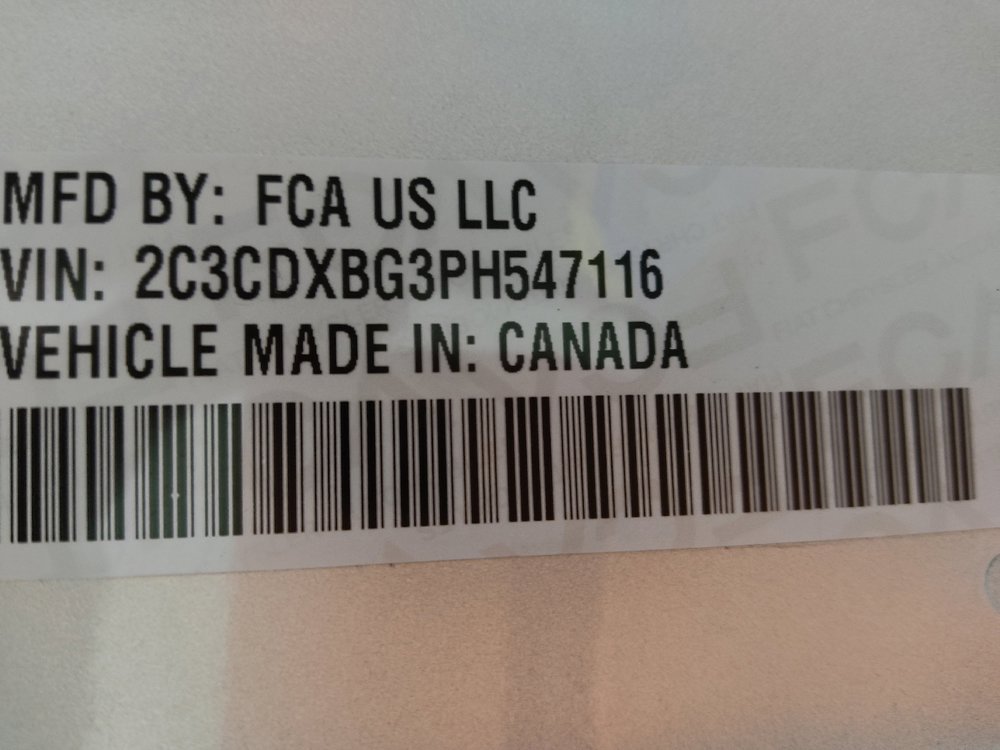 MFD BY: FCA US LLC
VIN: 2C3CDXBG3PH547116
VEHICLE MADE IN: CANADA